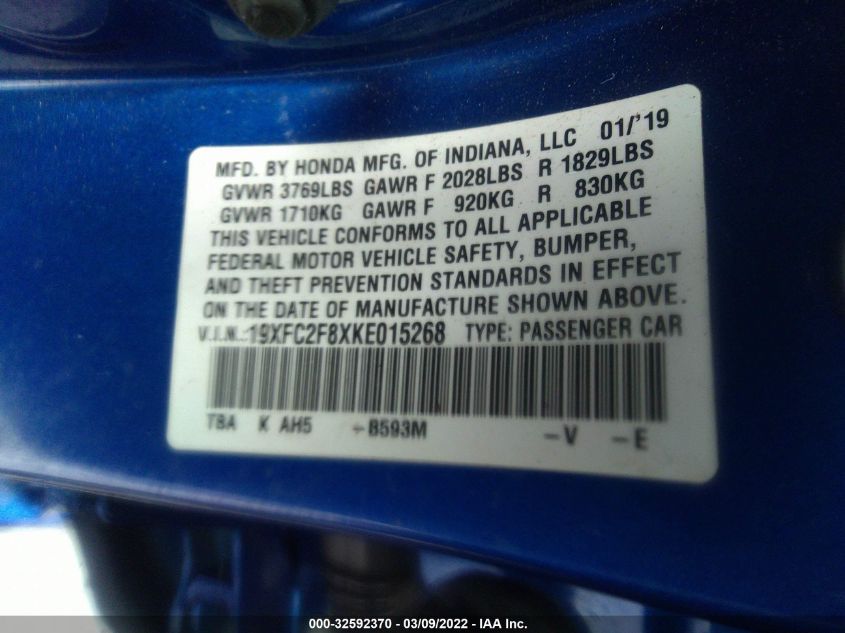 MFD. BY HONDA MFG. OF INDIANA, LLC 01/'19
GVWR 3769LBS GAWR F 2028LBS R 1829LBS
GVWR 1710KG GAWR F 920KG R 830KG
THIS VEHICLE CONFORMS TO ALL APPLICABLE
FEDERAL MOTOR VEHICLE SAFETY, BUMPER,
AND THEFT PREVENTION STANDARDS IN EFFECT
ON THE DATE OF MANUFACTURE SHOWN ABOVE.
V.I.N.:19XFC2F8XKE015268 TYPE: PASSENGER CAR
TBA K AH5 -B593M -V -E
000-32592370 - 03/09/2022 - IAA Inc.